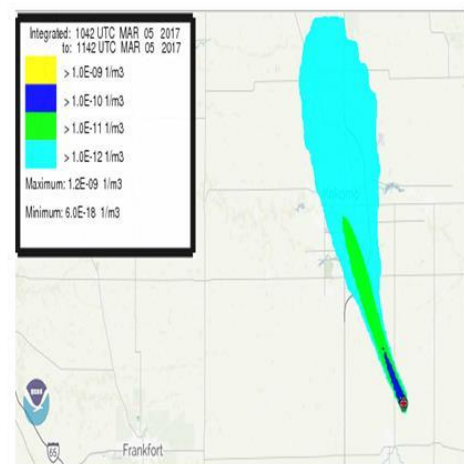 Integrated: 1042 UTC MAR 05 2017
to: 1142 UTC MAR 05 2017
> 1.0E-09 1/m3
> 1.0E-10 1/m3
> 1.0E-11 1/m3
> 1.0E-12 1/m3
Maximum: 1.2E-09 1/m3
Minimum: 6.0E-18 1/m3
Kokomo
65
Frankfort